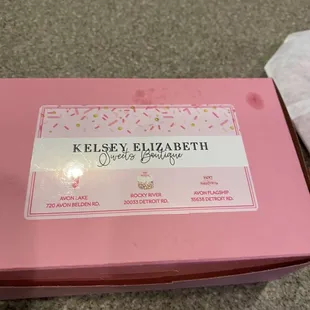 KELSEY ELIZABETH
Sweets Boutique
AVON LAKE
720 AVON BELDEN RD.
ROCKY RIVER
20033 DETROIT RD.
AVON FLAGSHIP
35636 DETROIT RD.